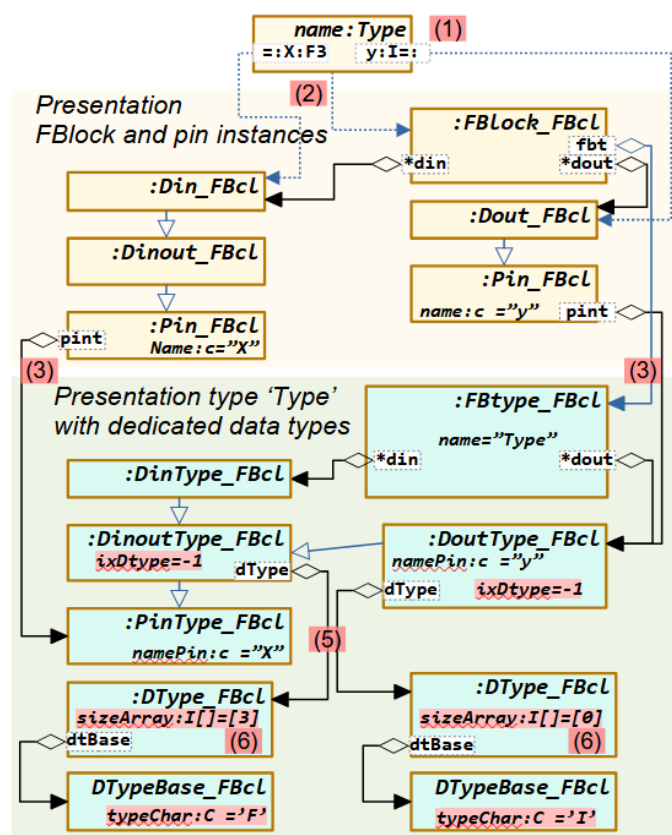 name:Type
(1)
=:X:F3
y:I=:
(2)
Presentation
FBlock and pin instances
:FBlock_FBcl
fbt
*din
*dout
:Din_FBcl
:Dout_FBcl
:Dinout_FBcl
:Pin_FBcl
name:c =”y”
pint
:Pin_FBcl
pint
Name:c=”X”
(3)
(3)
Presentation type ‘Type’
with dedicated data types
:FBtype_FBcl
name=”Type”
*din
*dout
:DinType_FBcl
:DinoutType_FBcl
ixDtype=-1
dType
:DoutType_FBcl
namePin:c =”y”
dType
ixDtype=-1
:PinType_FBcl
namePin:c =”X”
(5)
:DType_FBcl
sizeArray:I[]=[3]
(6)
dtBase
:DType_FBcl
sizeArray:I[]=[0]
(6)
dtBase
DTypeBase_FBcl
typeChar:C =’F’
DTypeBase_FBcl
typeChar:C =’I’